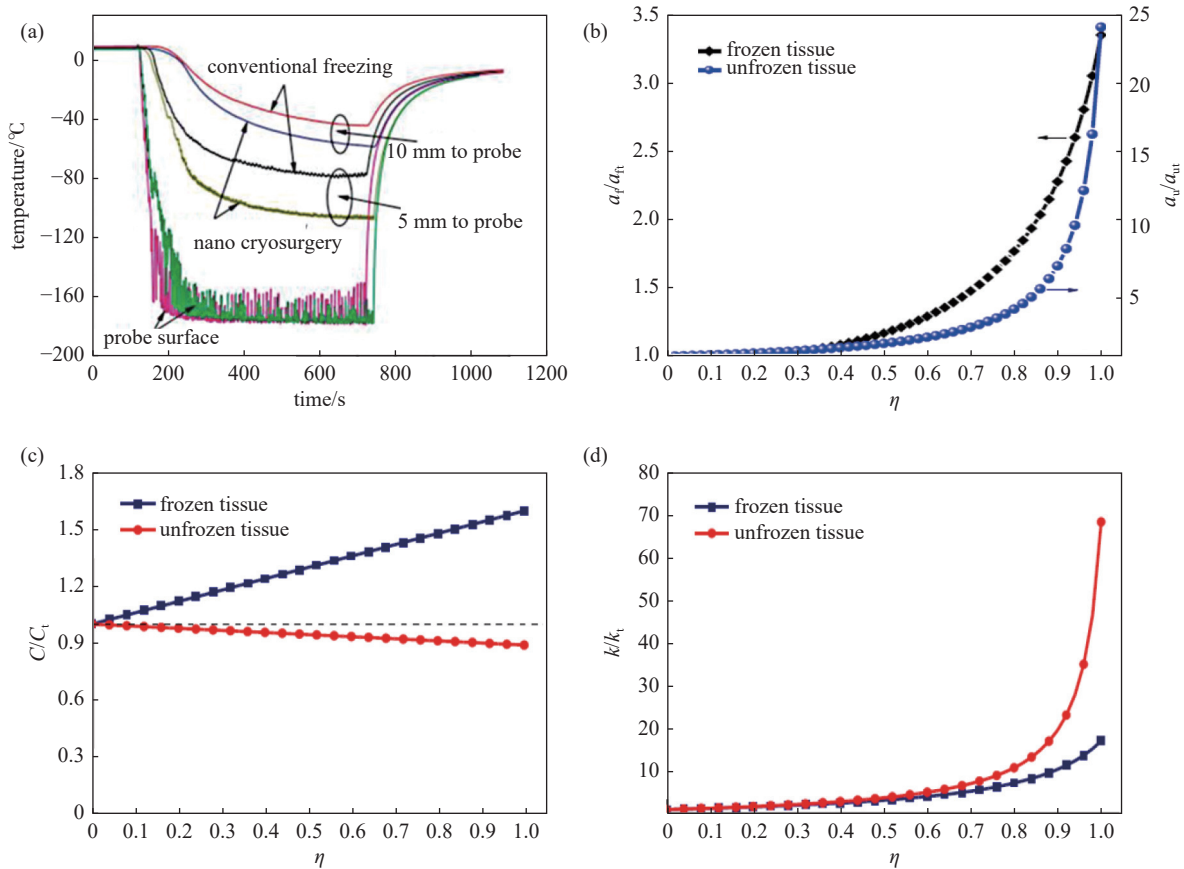 (a)
0
−40
−80
−120
−160
−200
temperature/℃
conventional freezing
10 mm to probe
5 mm to probe
nano cryosurgery
probe surface
0 200 400 600 800 1000 1200
time/s
(b)
frozen tissue
unfrozen tissue
3.5
3.0
2.5
2.0
1.5
1.0
a_f/a_ft
25
20
15
10
5
a_u/a_ut
0 0.1 0.2 0.3 0.4 0.5 0.6 0.7 0.8 0.9 1.0
η
(c)
1.8
1.5
1.2
0.9
0.6
0.3
0
C/C_t
frozen tissue
unfrozen tissue
0 0.1 0.2 0.3 0.4 0.5 0.6 0.7 0.8 0.9 1.0
η
(d)
80
70
60
50
40
30
20
10
k/k_t
frozen tissue
unfrozen tissue
0 0.1 0.2 0.3 0.4 0.5 0.6 0.7 0.8 0.9 1.0
η